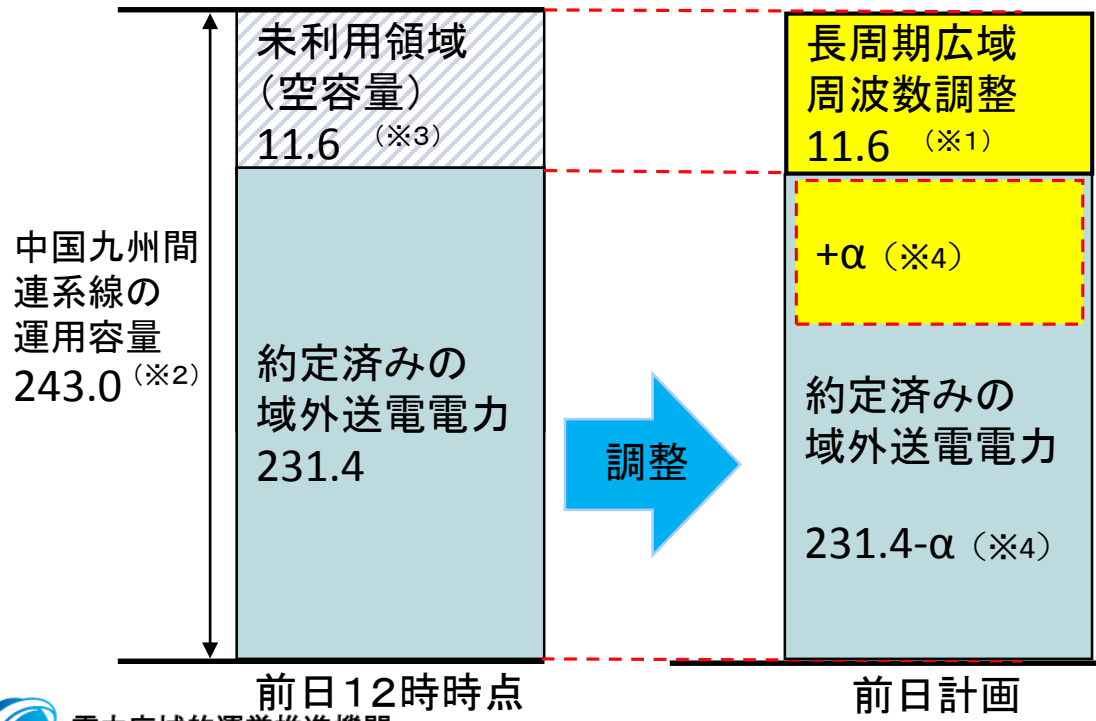 未利用領域
(空容量)
11.6 (※3)
中国九州間
連系線の
運用容量
243.0(※2)
約定済みの
域外送電電力
231.4
前日12時時点
調整
長周期広域
周波数調整
11.6 (※1)
+α(※4)
約定済みの
域外送電電力
231.4-α(※4)
前日計画